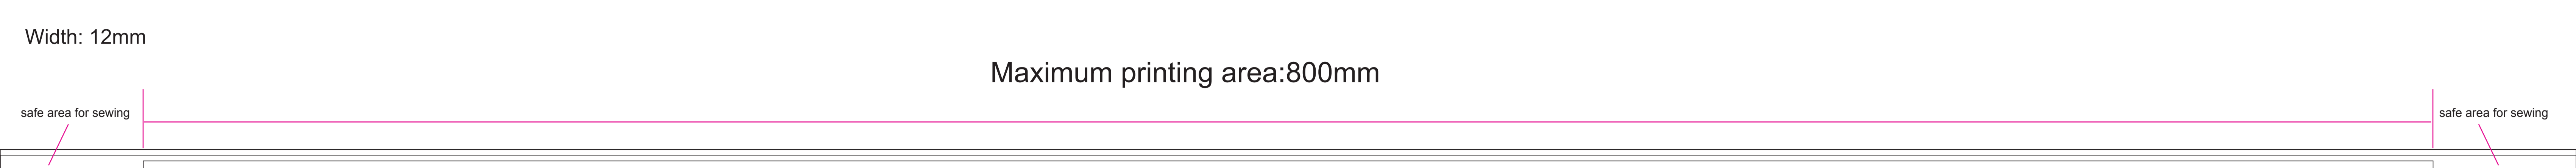 Width: 12mm
Maximum printing area:800mm
safe area for sewing
safe area for sewing